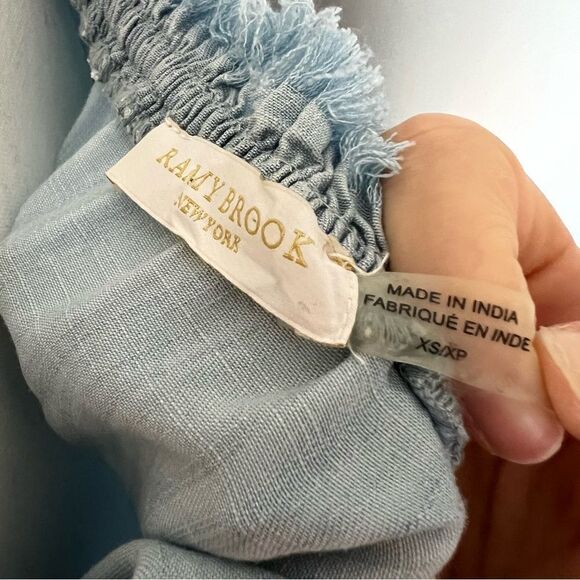 RAMY BROOK
NEW YORK
MADE IN INDIA
FABRIQUÉ EN INDE
XS/XP